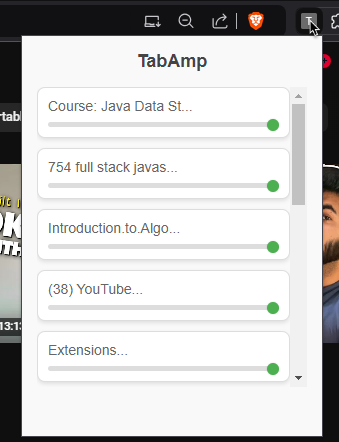 T
TabAmp
Course: Java Data St...
754 full stack javas...
Introduction.to.Algo...
(38) YouTube...
Extensions...